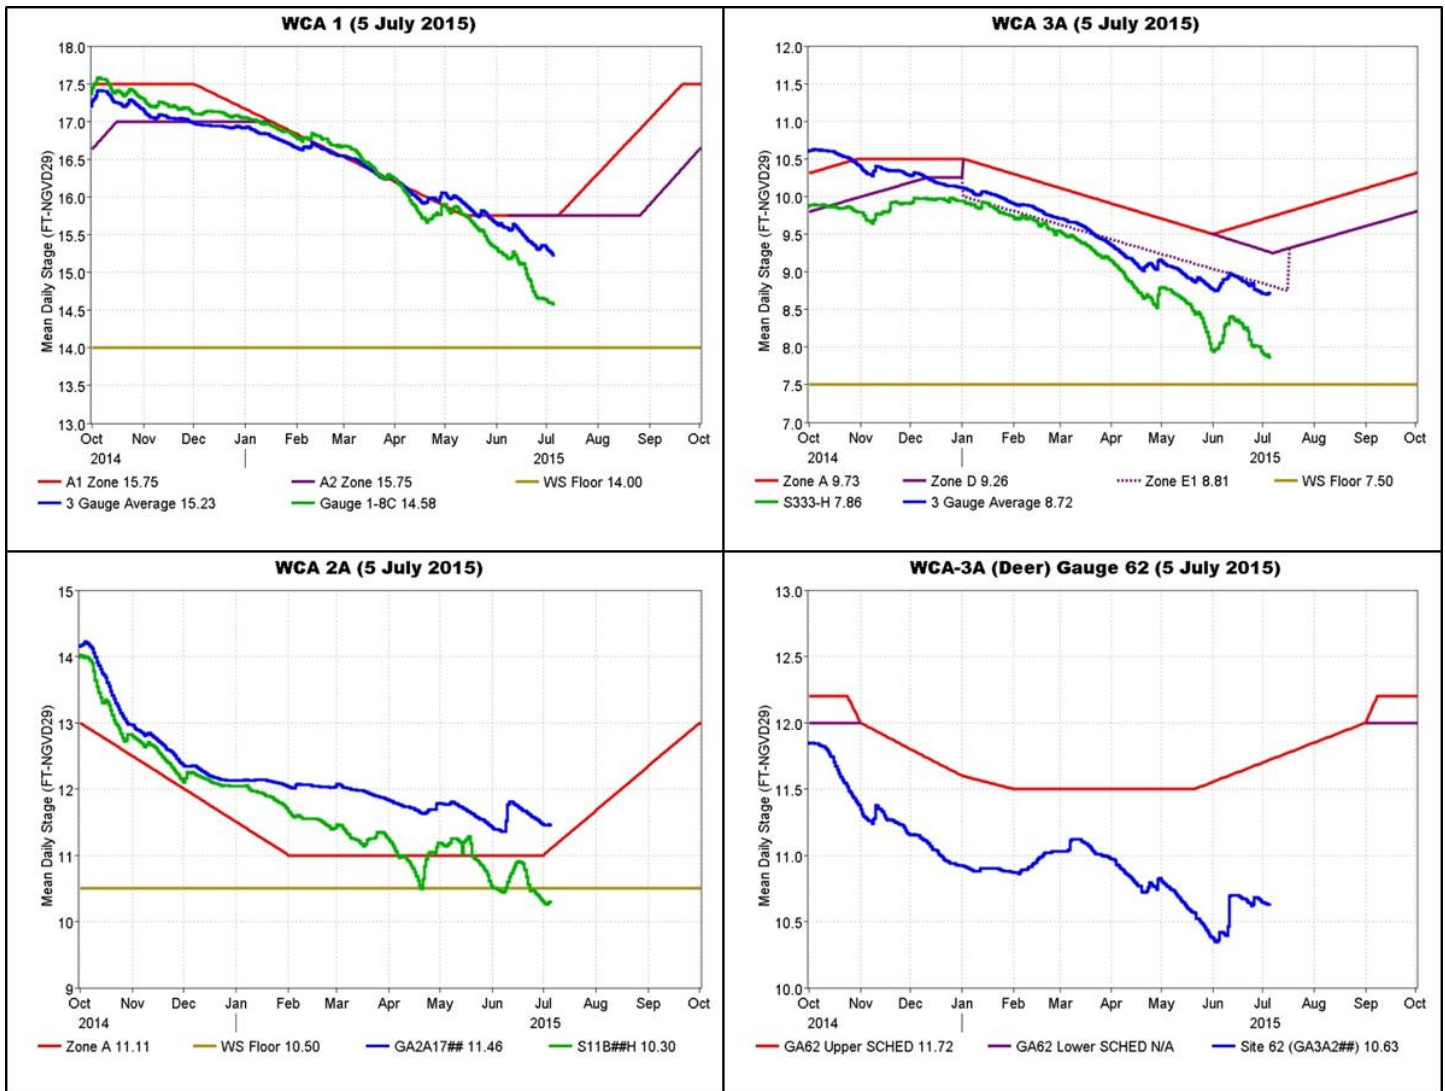 WCA 1 (5 July 2015)
Mean Daily Stage (FT-NGVD29)
18.0
17.5
17.0
16.5
16.0
15.5
15.0
14.5
14.0
13.5
13.0
Oct Nov Dec Jan Feb Mar Apr May Jun Jul Aug Sep Oct
2014 2015
A1 Zone 15.75 A2 Zone 15.75 WS Floor 14.00
3 Gauge Average 15.23 Gauge 1-8C 14.58
WCA 3A (5 July 2015)
Mean Daily Stage (FT-NGVD29)
12.0
11.5
11.0
10.5
10.0
9.5
9.0
8.5
8.0
7.5
7.0
Oct Nov Dec Jan Feb Mar Apr May Jun Jul Aug Sep Oct
2014 2015
Zone A 9.73 Zone D 9.26 Zone E1 8.81 WS Floor 7.50
S333-H 7.86 3 Gauge Average 8.72
WCA 2A (5 July 2015)
Mean Daily Stage (FT-NGVD29)
15
14
13
12
11
10
9
Oct Nov Dec Jan Feb Mar Apr May Jun Jul Aug Sep Oct
2014 2015
Zone A 11.11 WS Floor 10.50 GA2A17## 11.46 S11B##H 10.30
WCA-3A (Deer) Gauge 62 (5 July 2015)
Mean Daily Stage (FT-NGVD29)
13.0
12.5
12.0
11.5
11.0
10.5
10.0
Oct Nov Dec Jan Feb Mar Apr May Jun Jul Aug Sep Oct
2014 2015
GA62 Upper SCHED 11.72 GA62 Lower SCHED N/A Site 62 (GA3A2##) 10.63